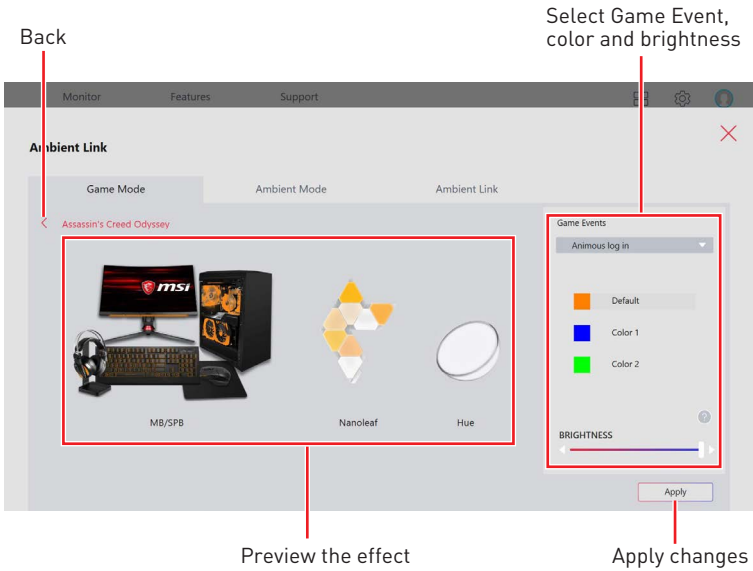 Select Game Event,
color and brightness
Back
Monitor Features Support
Ambient Link
Game Mode Ambient Mode Ambient Link
Assassin's Creed Odyssey
Game Events
Animous log in
msi
Default
Color 1
Color 2
?
MB/SPB Nanoleaf Hue
BRIGHTNESS
Apply
Preview the effect
Apply changes